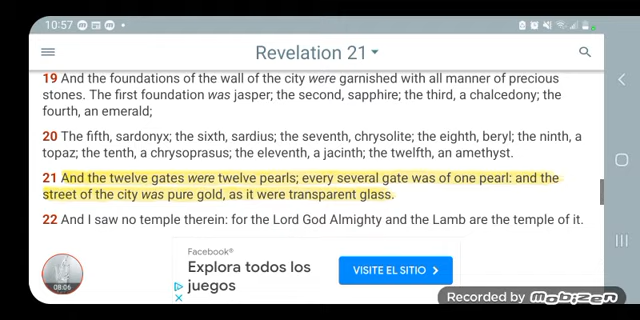 10:57
Revelation 21
19 And the foundations of the wall of the city were garnished with all manner of precious
stones. The first foundation was jasper; the second, sapphire; the third, a chalcedony; the
fourth, an emerald;
20 The fifth, sardonyx; the sixth, sardius; the seventh, chrysolite; the eighth, beryl; the ninth, a
topaz; the tenth, a chrysoprasus; the eleventh, a jacinth; the twelfth, an amethyst.
21 And the twelve gates were twelve pearls; every several gate was of one pearl: and the
street of the city was pure gold, as it were transparent glass.
22 And I saw no temple therein: for the Lord God Almighty and the Lamb are the temple of it.
Facebook®
Explora todos los
juegos
VISITE EL SITIO
08:06
Recorded by Mobizen